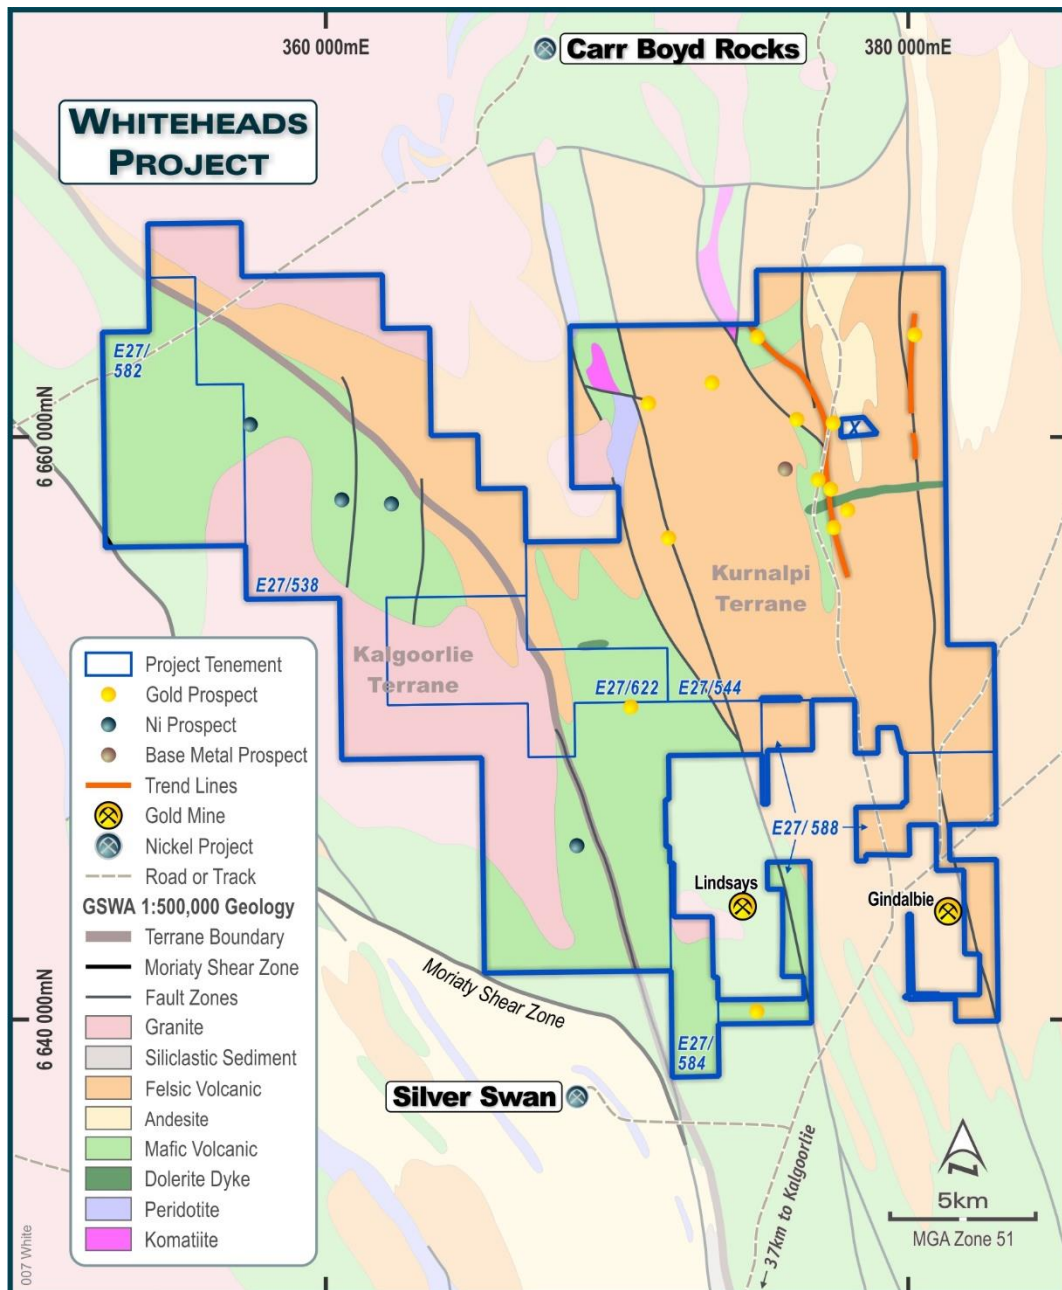 360 000mE
380 000mE
Carr Boyd Rocks
WHITEHEADS
PROJECT
E27/
582
6 660 000mN
X
Kurnalpi
Terrane
E27/538
Kalgoorlie
Terrane
E27/622
E27/544
E27/588
Lindsays
Gindalbie
Moriaty Shear Zone
6 640 000mN
E27/
584
Silver Swan
37km to Kalgoorlie
Project Tenement
Gold Prospect
Ni Prospect
Base Metal Prospect
Trend Lines
Gold Mine
Nickel Project
Road or Track
GSWA 1:500,000 Geology
Terrane Boundary
Moriaty Shear Zone
Fault Zones
Granite
Siliclastic Sediment
Felsic Volcanic
Andesite
Mafic Volcanic
Dolerite Dyke
Peridotite
Komatiite
N
5km
MGA Zone 51
007 White